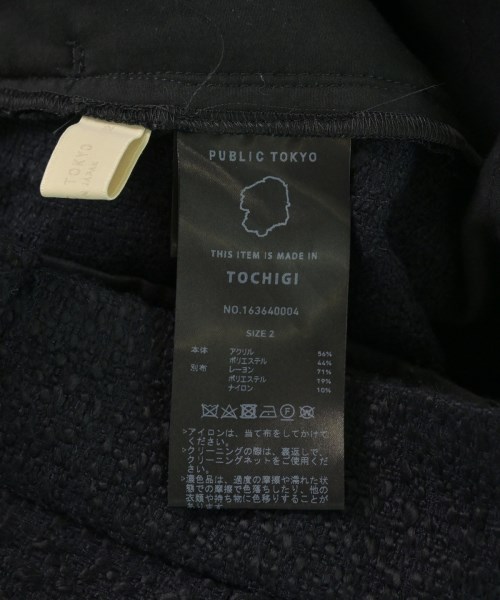 TOKYO
JAPAN
PUBLIC TOKYO
THIS ITEM IS MADE IN
TOCHIGI
NO.163640004
SIZE 2
本体 アクリル 56%
ポリエステル 44%
別布 レーヨン 71%
ポリエステル 19%
ナイロン 10%
>アイロンは、当て布をしてかけて
ください。
>クリーニングの際は、裏返しで、
クリーニングネットをご使用くだ
さい。
>濃色品は、過度の摩擦や濡れた状
態での摩擦で色落ちしたり、他の
衣類や持ち物に色移りすることが
あります。